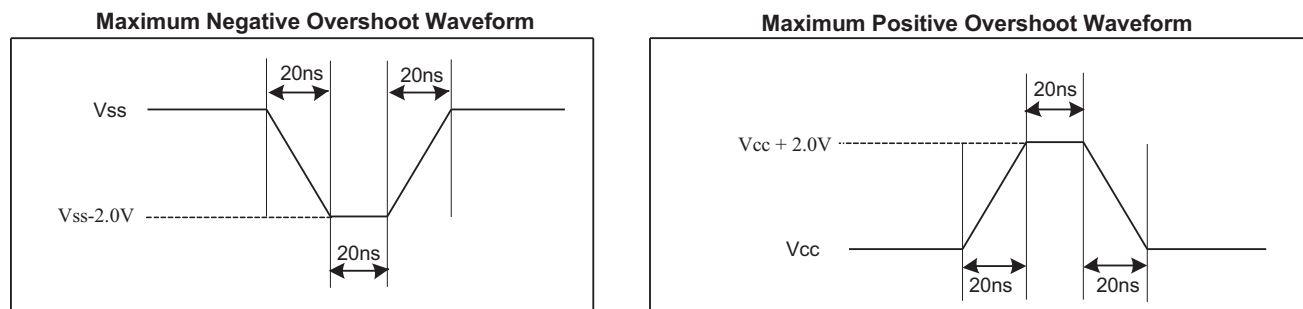 Maximum Negative Overshoot Waveform
20ns
20ns
Vss
Vss-2.0V
20ns
Maximum Positive Overshoot Waveform
20ns
Vcc + 2.0V
Vcc
20ns
20ns